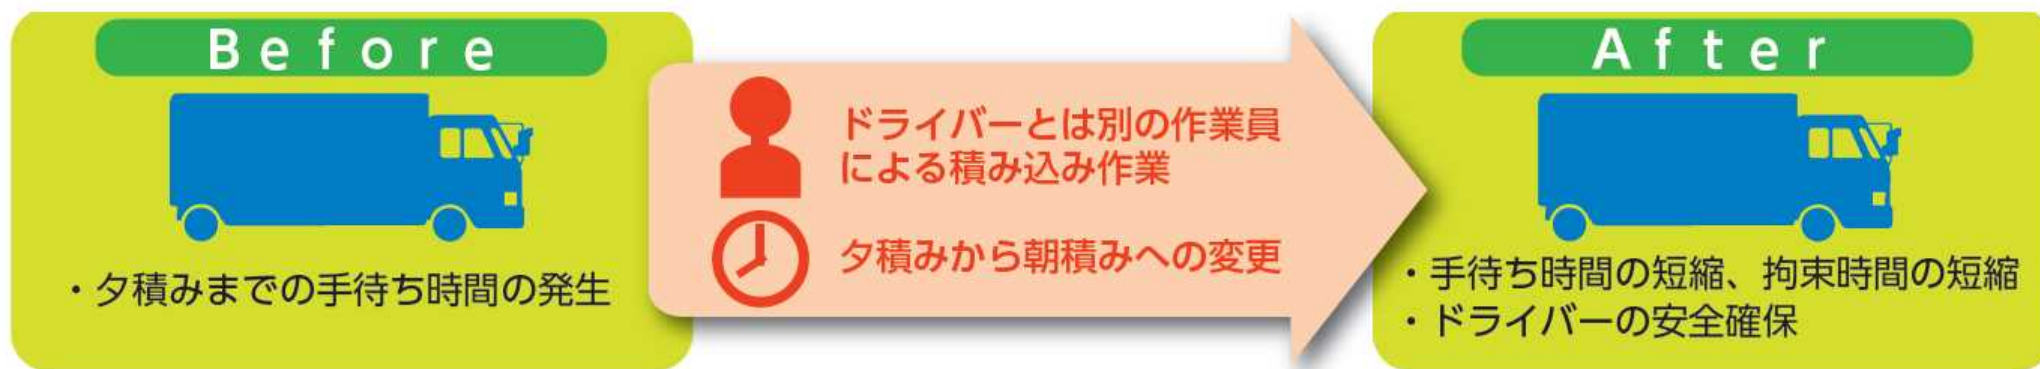 Before
・夕積みまでの手待ち時間の発生
ドライバーとは別の作業員
による積み込み作業
夕積みから朝積みへの変更
After
・手待ち時間の短縮、拘束時間の短縮
・ドライバーの安全確保